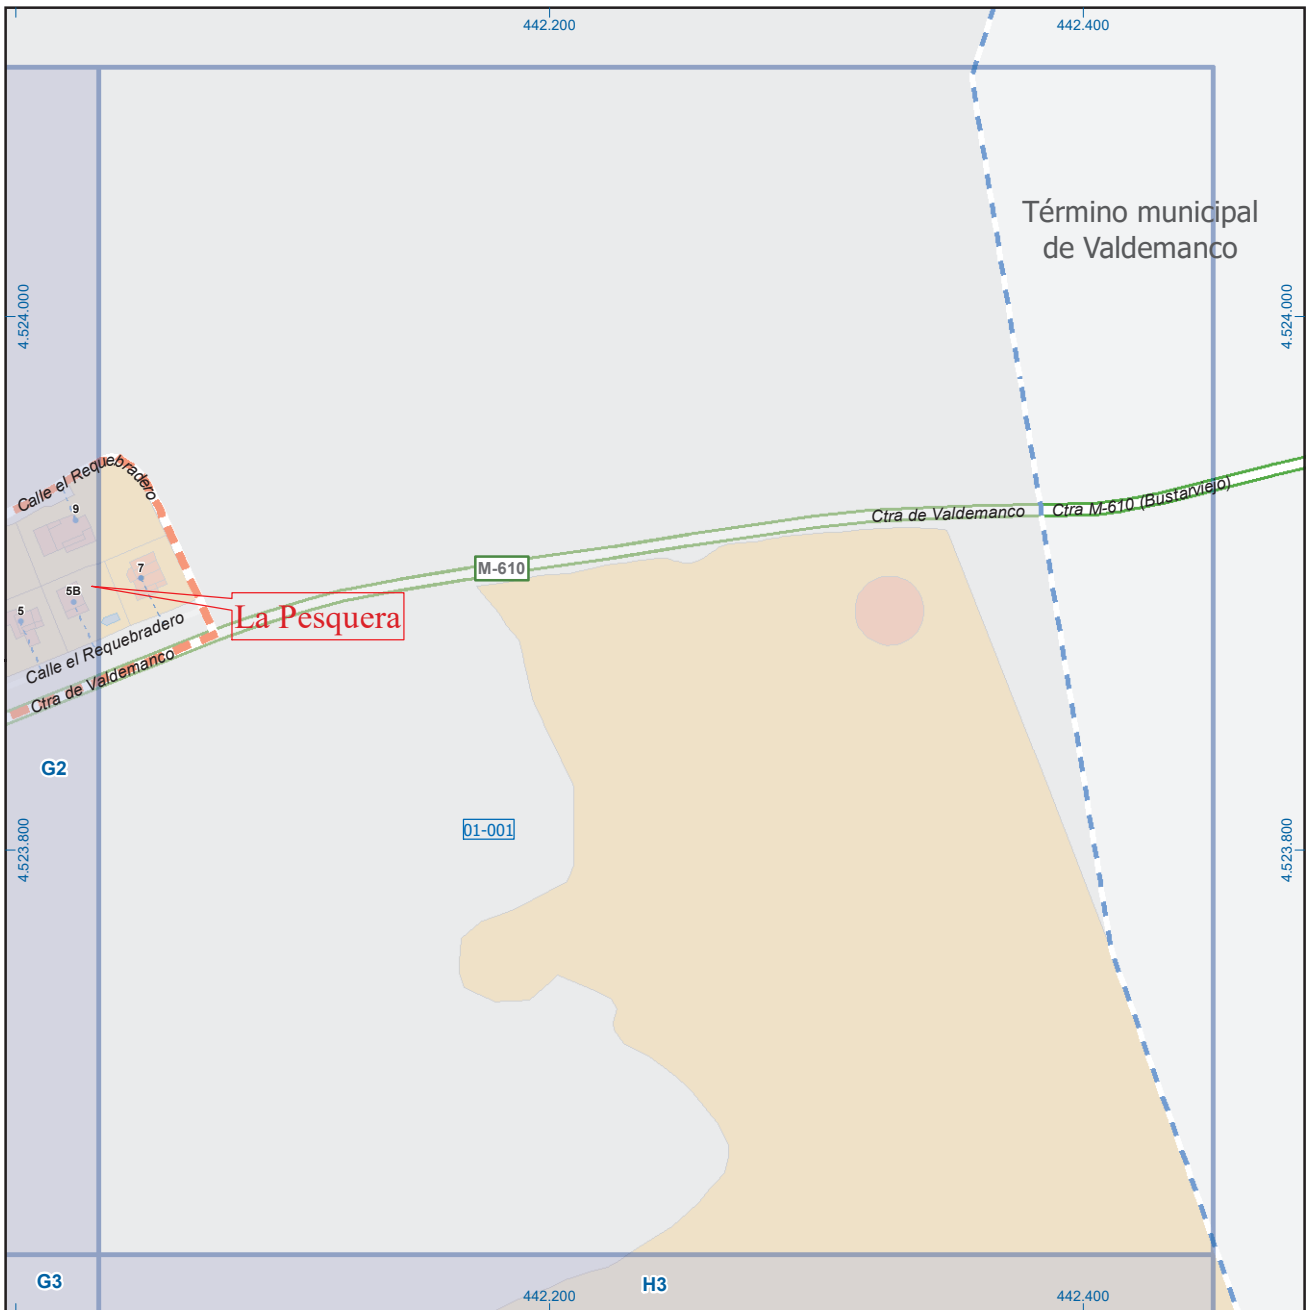 442.200
442.400
Término municipal
de Valdemanco
4.524.000
4.524.000
Calle el Requebradero
9
Ctra de Valdemanco
Ctra M-610 (Bustarviejo)
M-610
7
5B
5
La Pesquera
Calle el Requebradero
Ctra de Valdemanco
G2
01-001
4.523.800
4.523.800
G3
H3
442.200
442.400